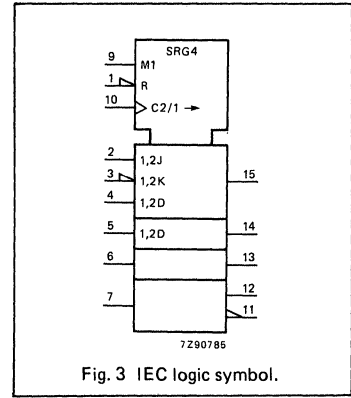 SRG4
9 M1
1 R
10 C2/1 →
2 1,2J
3 1,2K 15
4 1,2D
5 1,2D 14
6 13
12
7
11
7Z90785
Fig. 3 IEC logic symbol.